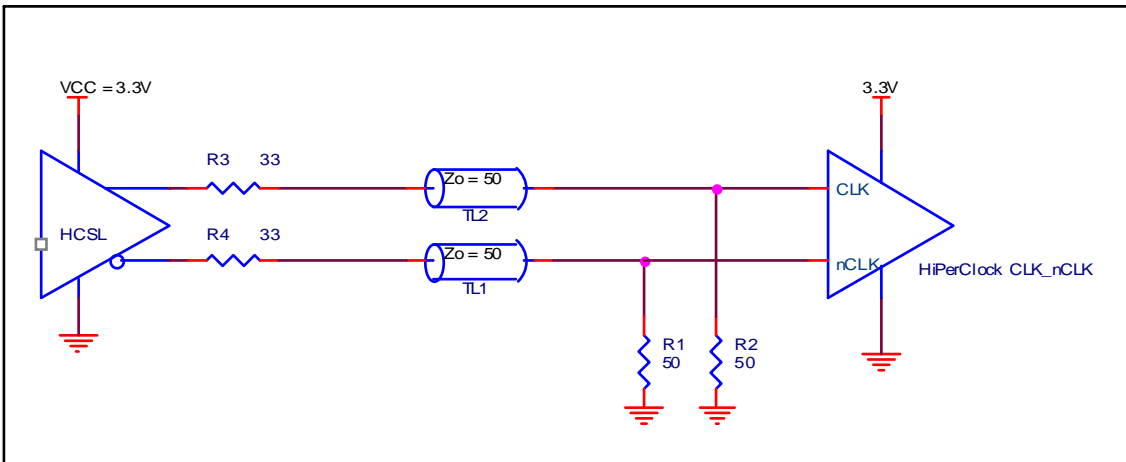 VCC = 3.3V
3.3V
R3 33
Zo = 50
CLK
TL2
HCSL
R4 33
Zo = 50
nCLK
HiPerClock CLK_nCLK
TL1
R1
50
R2
50